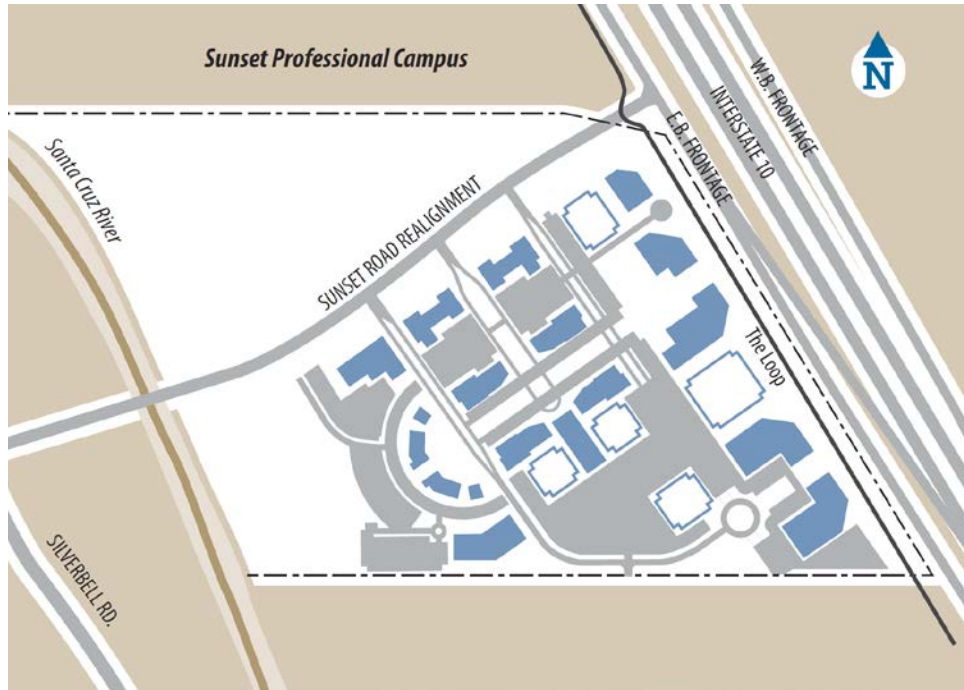 Sunset Professional Campus
N
W.B. FRONTAGE
INTERSTATE 10
E.B. FRONTAGE
Santa Cruz River
SUNSET ROAD REALIGNMENT
The Loop
SILVERBELL RD.